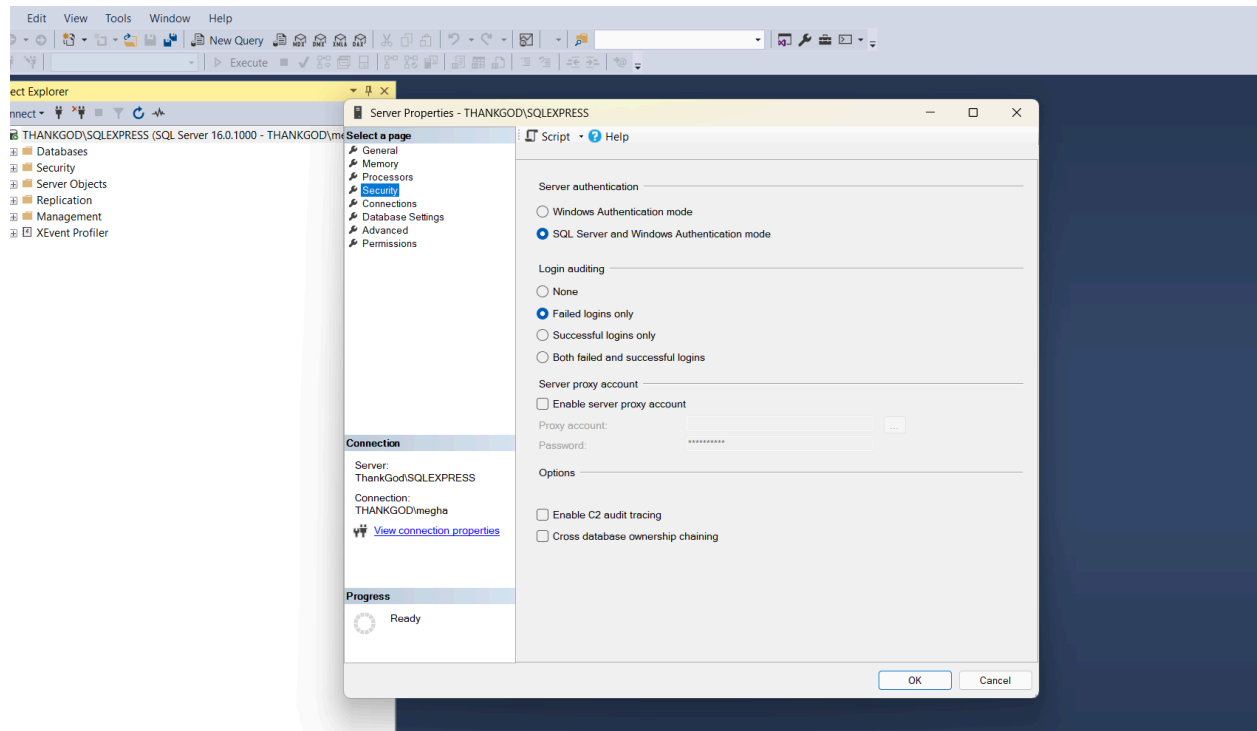 Edit View Tools Window Help
New Query MDX DMX XMLA DAX
Execute
ect Explorer
nnect
THANKGOD\SQLEXPRESS (SQL Server 16.0.1000 - THANKGOD\me
Databases
Security
Server Objects
Replication
Management
XEvent Profiler
Server Properties - THANKGOD\SQLEXPRESS
Select a page
General
Memory
Processors
Security
Connections
Database Settings
Advanced
Permissions
Connection
Server:
ThankGod\SQLEXPRESS
Connection:
THANKGOD\megha
View connection properties
Progress
Ready
Script Help
Server authentication
Windows Authentication mode
SQL Server and Windows Authentication mode
Login auditing
None
Failed logins only
Successful logins only
Both failed and successful logins
Server proxy account
Enable server proxy account
Proxy account: ...
Password: **********
Options
Enable C2 audit tracing
Cross database ownership chaining
OK Cancel